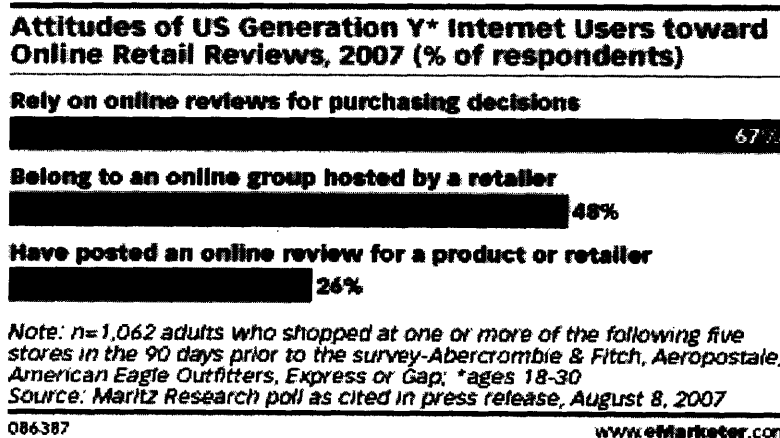 Attitudes of US Generation Y* Internet Users toward
Online Retail Reviews, 2007 (% of respondents)
Rely on online reviews for purchasing decisions
67%
Belong to an online group hosted by a retailer
48%
Have posted an online review for a product or retailer
26%
Note: n=1,062 adults who shopped at one or more of the following five
stores in the 90 days prior to the survey-Abercrombie & Fitch, Aeropostale,
American Eagle Outfitters, Express or Gap; *ages 18-30
Source: Maritz Research poll as cited in press release, August 8, 2007
086387
www.eMarketer.com